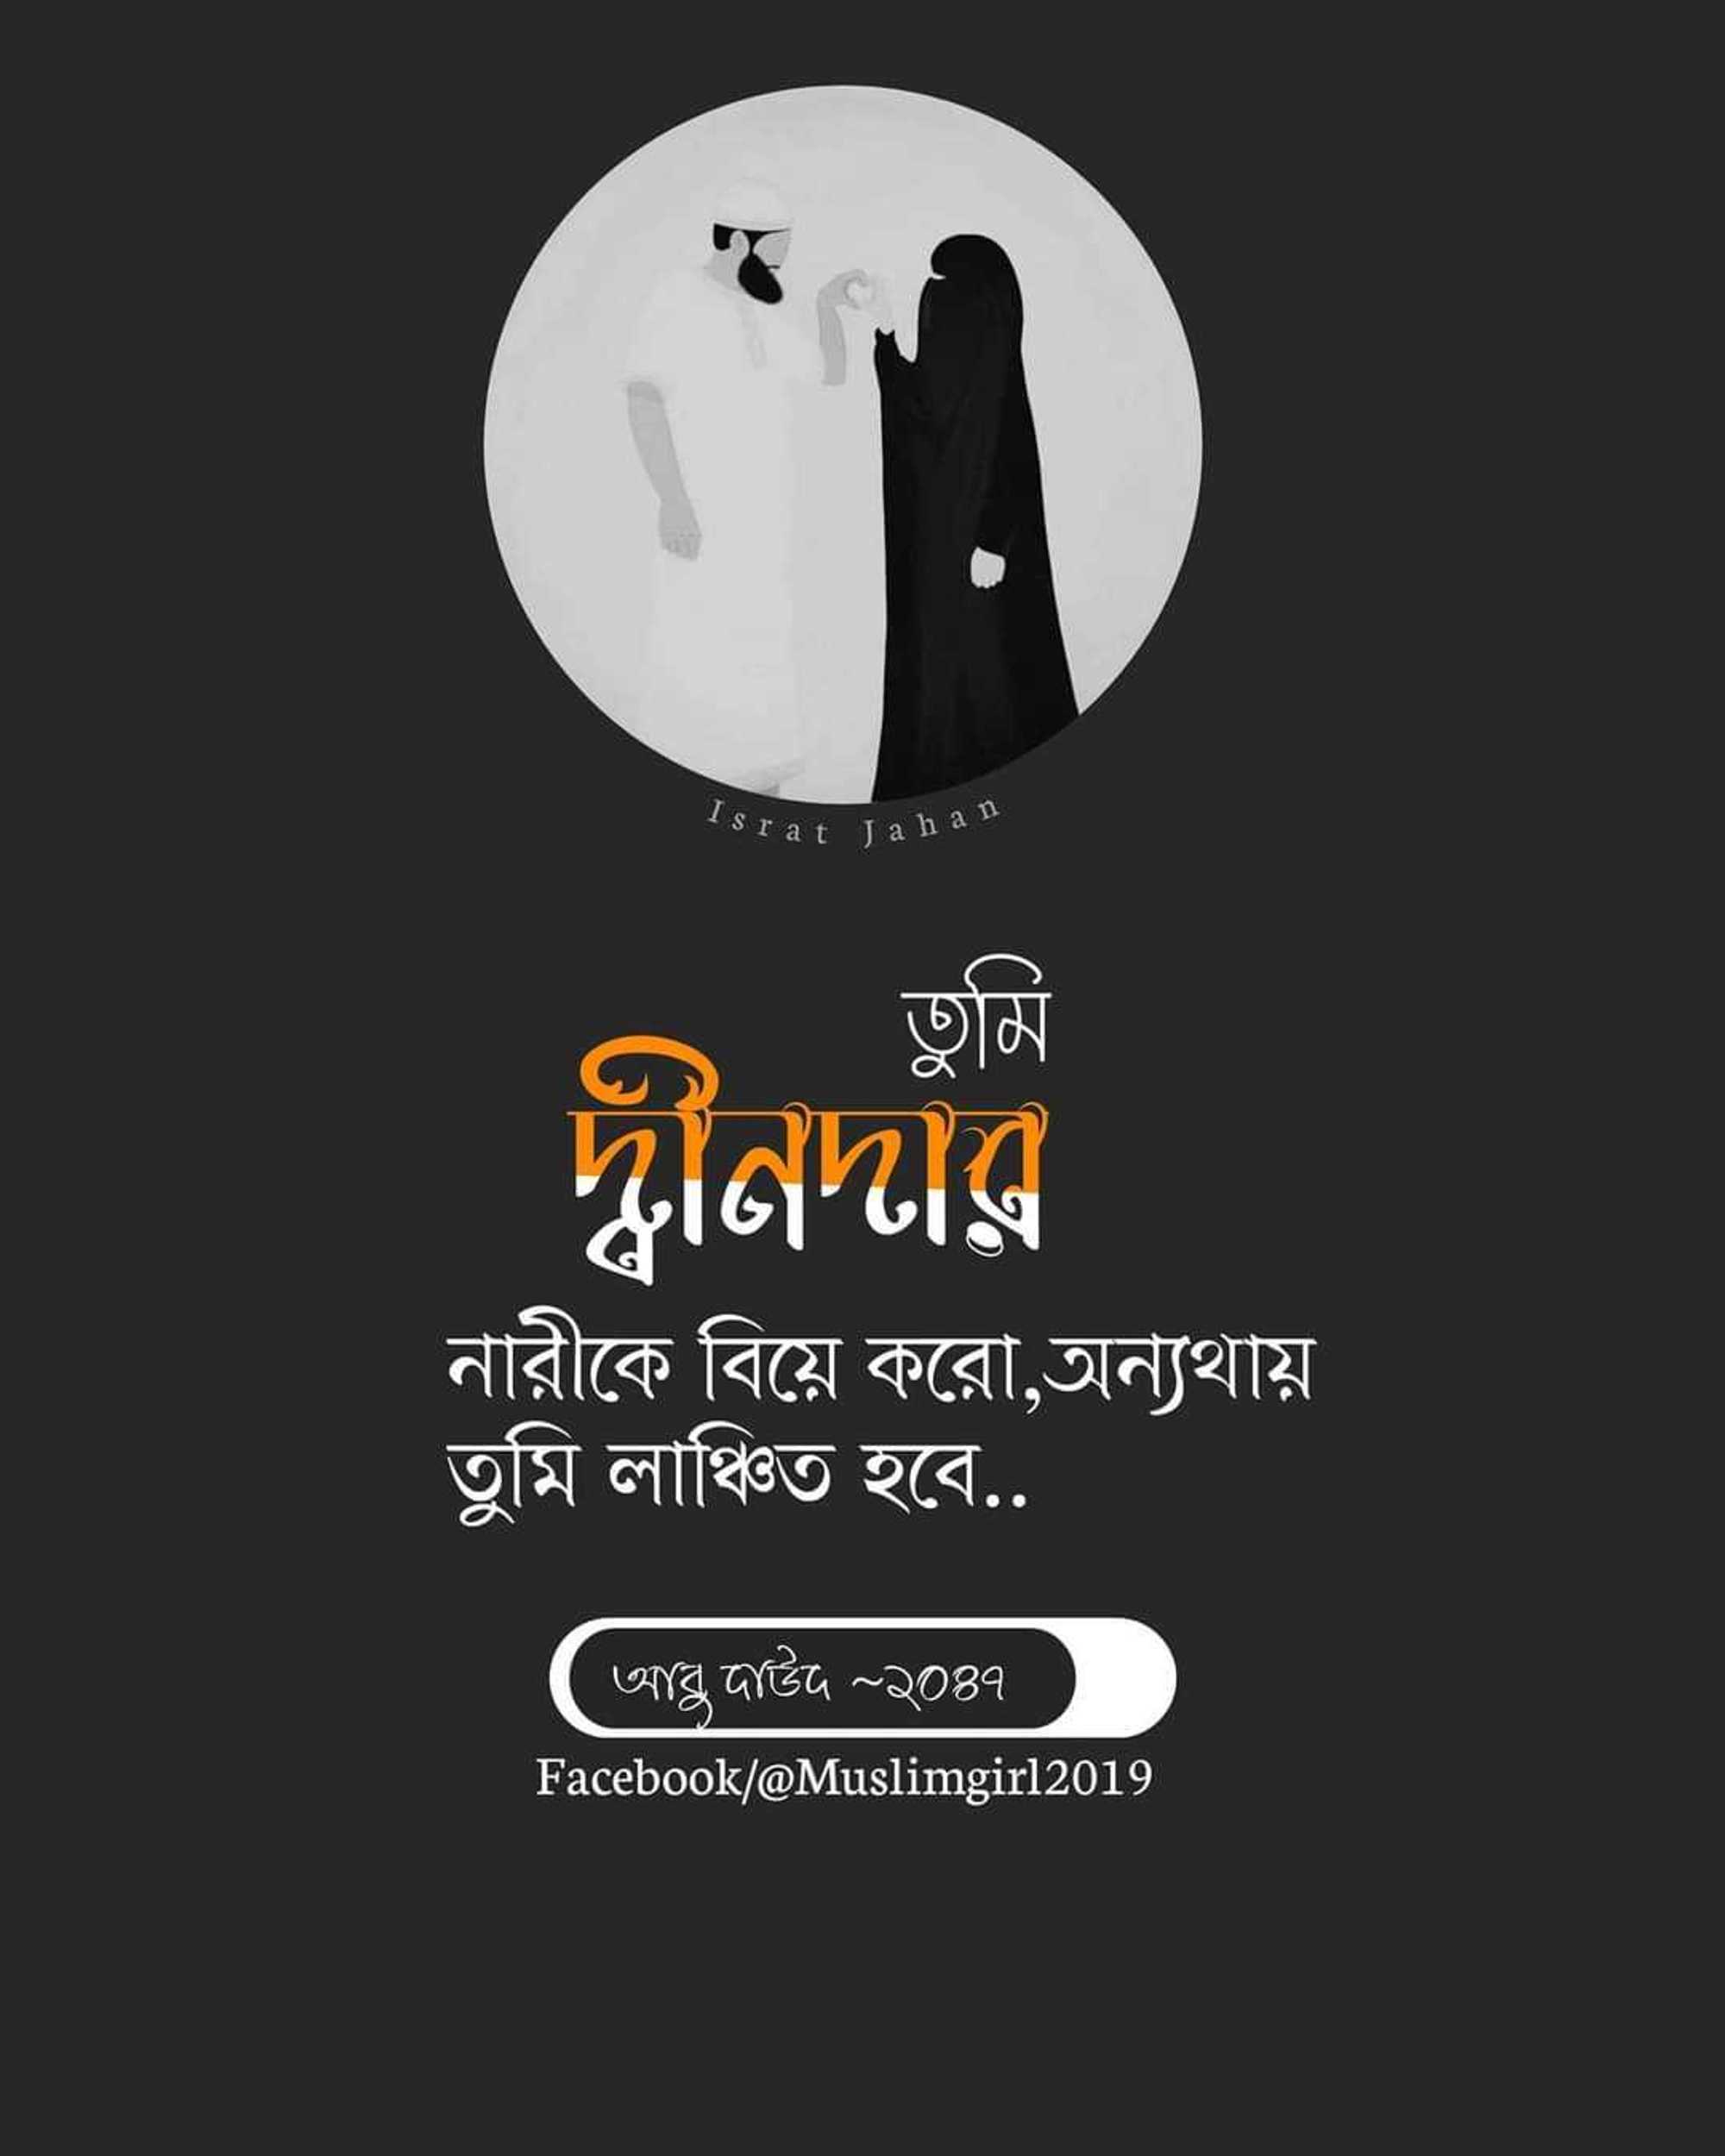 Israt Jahan
তুমি
দ্বীনদার
নারীকে বিয়ে করো,অন্যথায়
তুমি লাঞ্চিত হবে..
আবু দাউদ ~২০৪৭
Facebook/@Muslimgirl2019